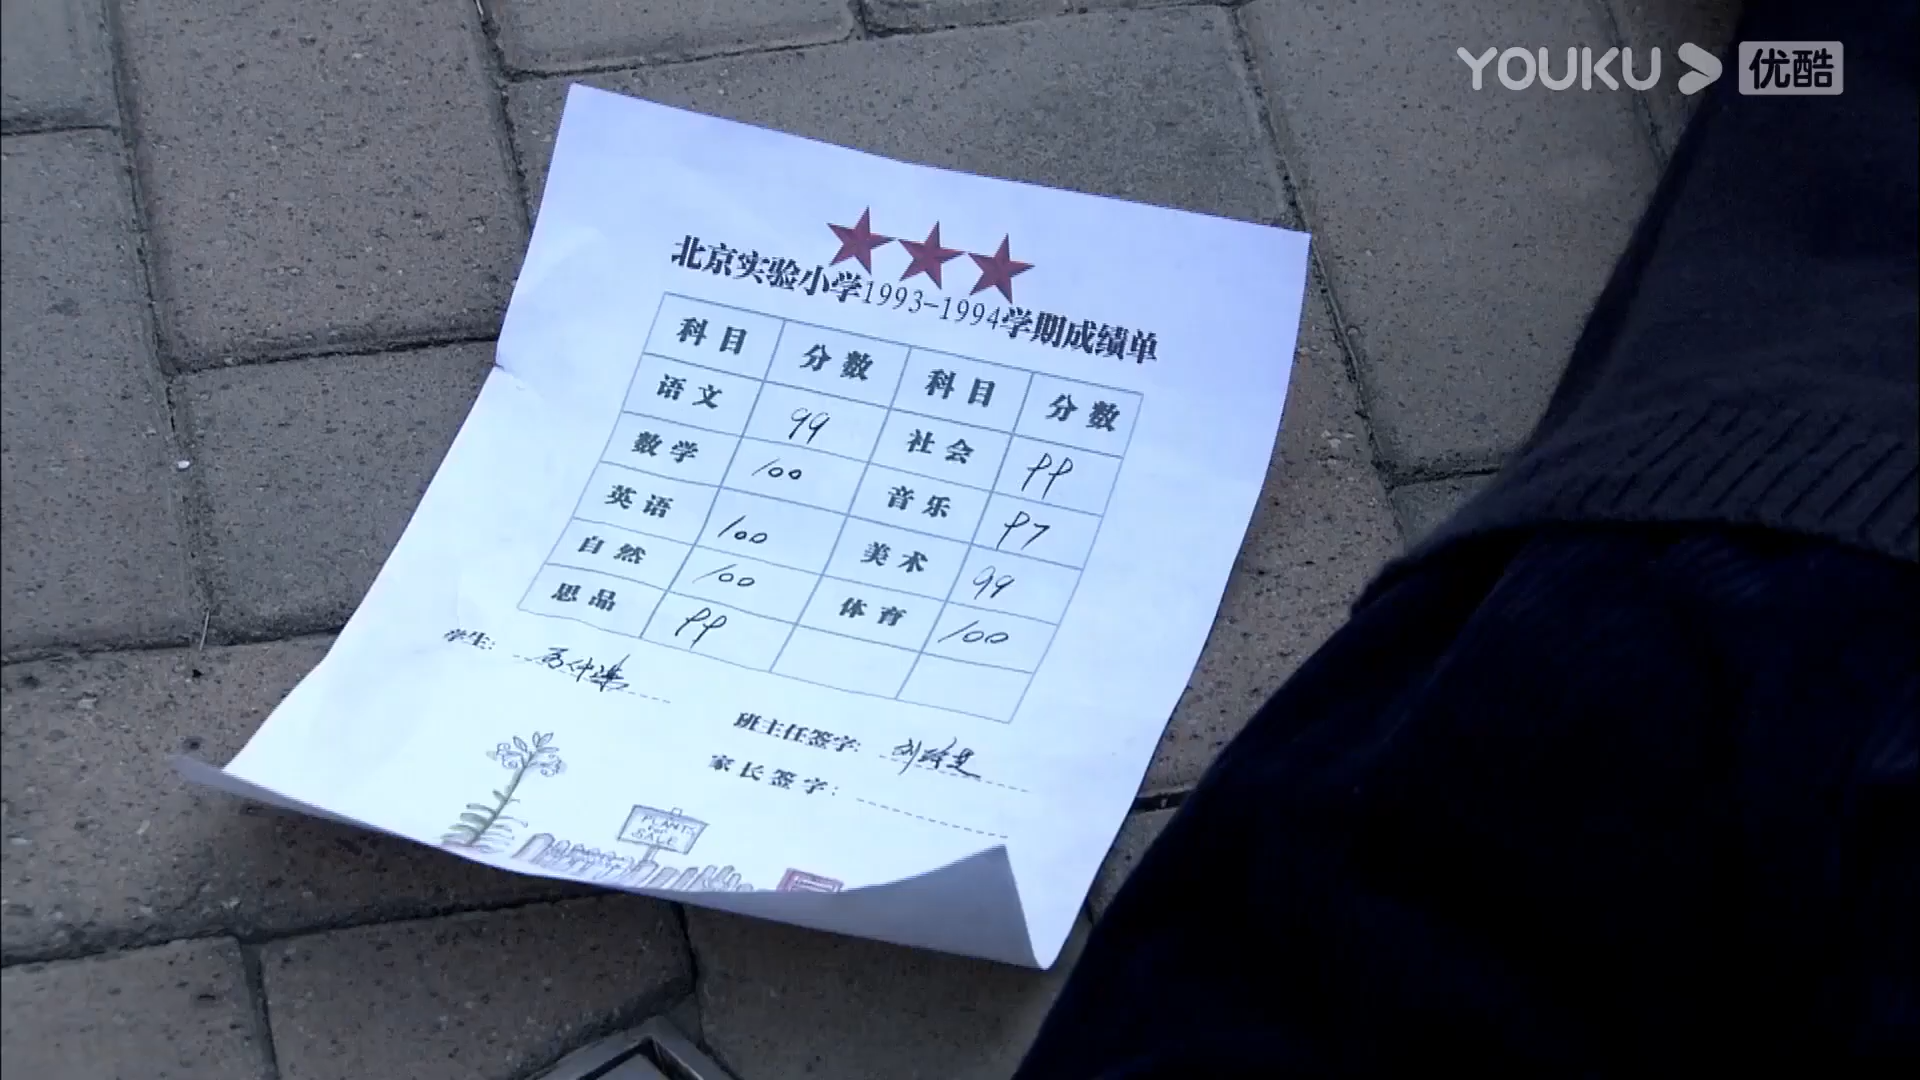 YOUKU 优酷
北京实验小学1993-1994学期成绩单
科目 分数 科目 分数
语文 99 社会 99
数学 100 音乐 97
英语 100 美术 99
自然 100 体育 100
思品 99
学生:
班主任签字:
家长签字:
PLANTS
for
SALE